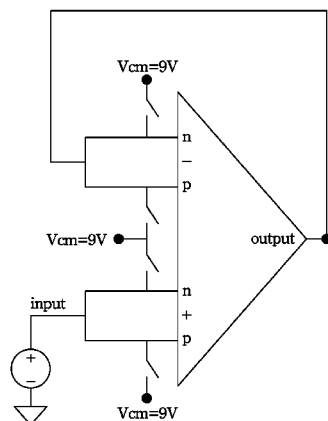 Vcm=9V
n
−
p
Vcm=9V
output
input
n
+
p
+
−
Vcm=9V